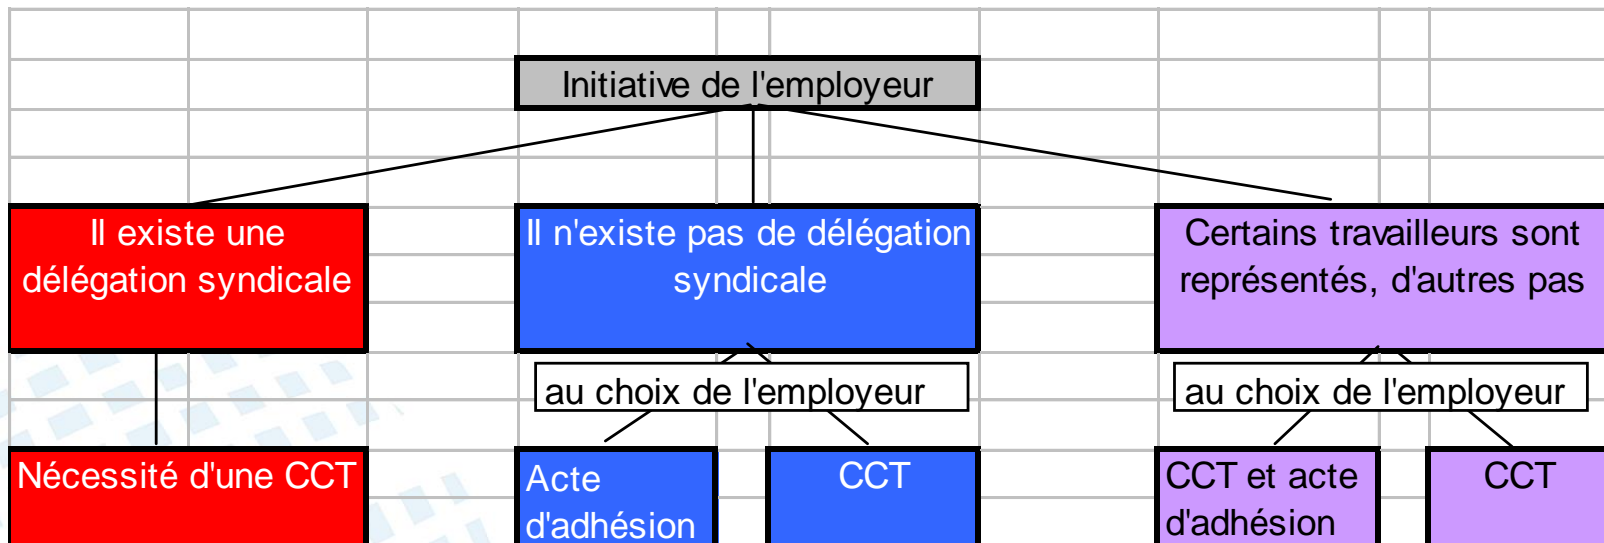 Initiative de l'employeur
Il existe une
délégation syndicale
Il n'existe pas de délégation
syndicale
Certains travailleurs sont
représentés, d'autres pas
au choix de l'employeur
au choix de l'employeur
Nécessité d'une CCT
Acte
d'adhésion
CCT
CCT et acte
d'adhésion
CCT